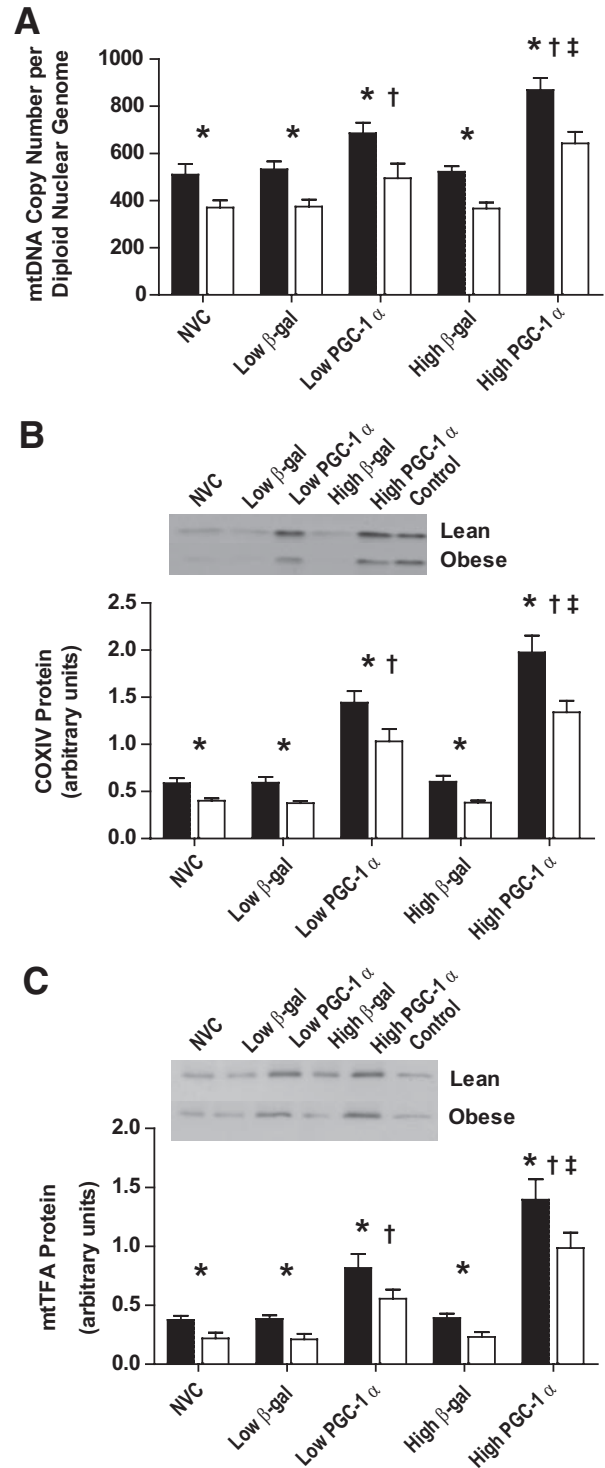 A
mtDNA Copy Number per
Diploid Nuclear Genome
1000
800
600
400
200
0
*
*
* †
*
* † ‡
NVC
Low β-gal
Low PGC-1 α
High β-gal
High PGC-1 α
B
NVC
Low β-gal
Low PGC-1 α
High β-gal
High PGC-1 α
Control
Lean
Obese
COXIV Protein
(arbitrary units)
2.5
2.0
1.5
1.0
0.5
0.0
*
*
* †
*
* † ‡
NVC
Low β-gal
Low PGC-1 α
High β-gal
High PGC-1 α
C
NVC
Low β-gal
Low PGC-1 α
High β-gal
High PGC-1 α
Control
Lean
Obese
mtTFA Protein
(arbitrary units)
2.0
1.5
1.0
0.5
0.0
*
*
* †
*
* † ‡
NVC
Low β-gal
Low PGC-1 α
High β-gal
High PGC-1 α